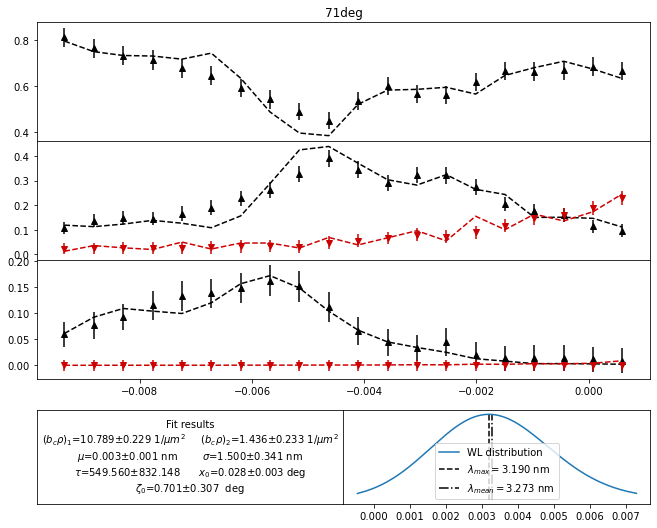 71deg
0.8
0.6
0.4
0.4
0.3
0.2
0.1
0.0
0.20
0.15
0.10
0.05
0.00
−0.008 −0.006 −0.004 −0.002 0.000
Fit results
(b_cρ)_1=10.789±0.229 1/μm² (b_cρ)_2=1.436±0.233 1/μm²
μ=0.003±0.001 nm σ=1.500±0.341 nm
τ=549.560±832.148 x_0=0.028±0.003 deg
ζ_0=0.701±0.307 deg
WL distribution
λ_max = 3.190 nm
λ_mean = 3.273 nm
0.000 0.001 0.002 0.003 0.004 0.005 0.006 0.007